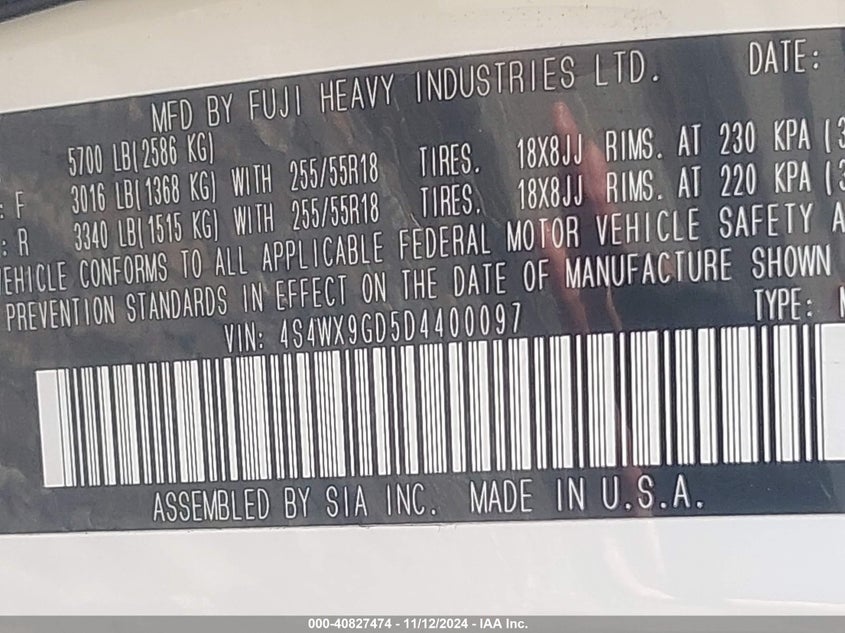 MFD BY FUJI HEAVY INDUSTRIES LTD. DATE:
5700 LB(2586 KG)
: F 3016 LB(1368 KG) WITH 255/55R18 TIRES. 18X8JJ RIMS. AT 230 KPA (3
: R 3340 LB(1515 KG) WITH 255/55R18 TIRES. 18X8JJ RIMS. AT 220 KPA (3
VEHICLE CONFORMS TO ALL APPLICABLE FEDERAL MOTOR VEHICLE SAFETY A
PREVENTION STANDARDS IN EFFECT ON THE DATE OF MANUFACTURE SHOWN
VIN: 4S4WX9GD5D4400097 TYPE: M
ASSEMBLED BY SIA INC. MADE IN U.S.A.
000-40827474 - 11/12/2024 - IAA Inc.